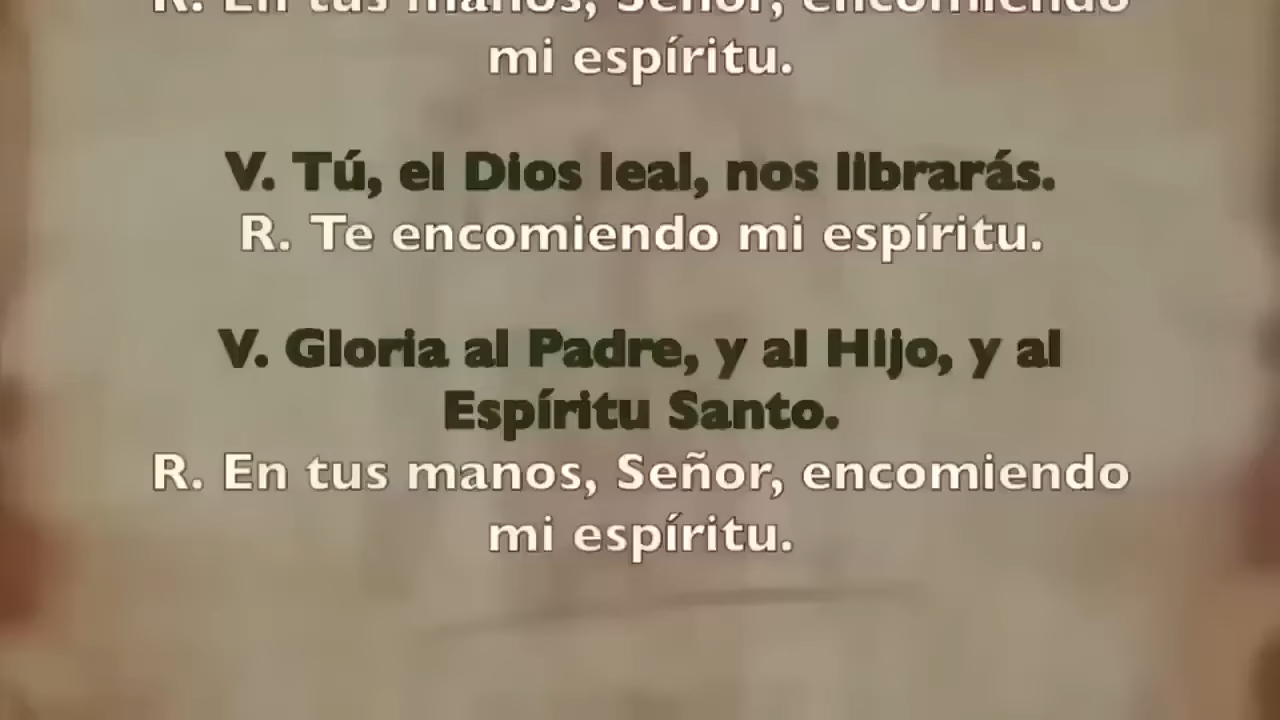 R. En tus manos, Señor, encomiendo
mi espíritu.
V. Tú, el Dios leal, nos librarás.
R. Te encomiendo mi espíritu.
V. Gloria al Padre, y al Hijo, y al
Espíritu Santo.
R. En tus manos, Señor, encomiendo
mi espíritu.